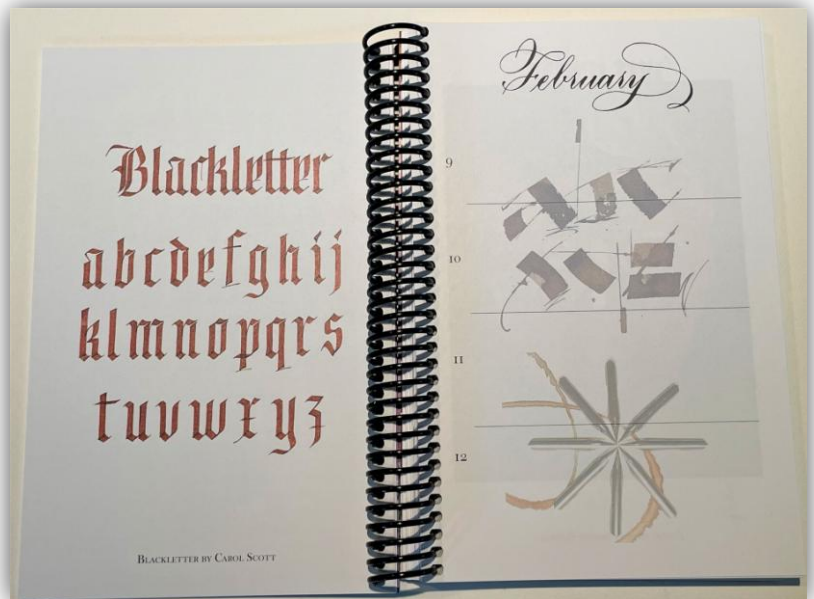 Blackletter
abcdefghij
klmnopqrs
tuvwxyz
BLACKLETTER BY CAROL SCOTT
February
9
10
11
12